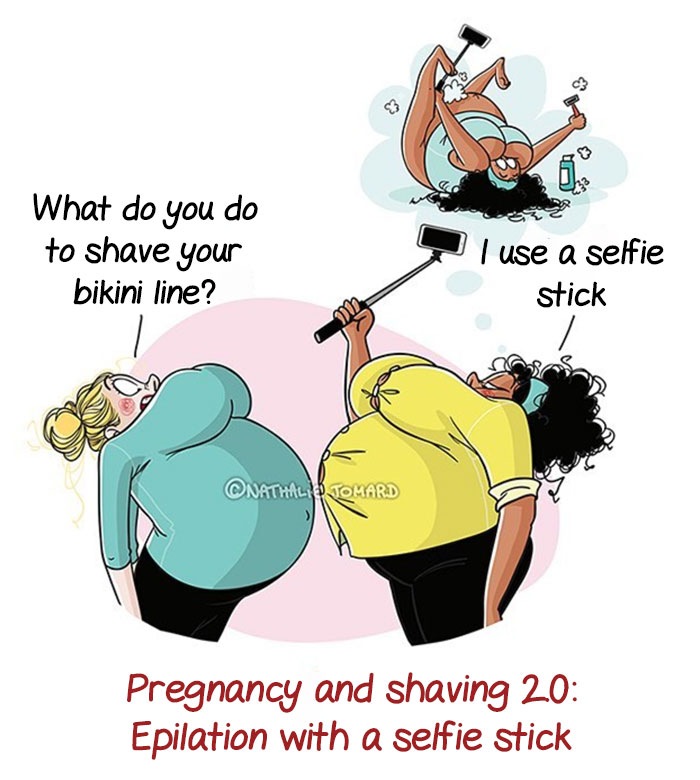 What do you do
to shave your
bikini line?
I use a selfie
stick
©NATHALIE JOMARD
Pregnancy and shaving 2.0:
Epilation with a selfie stick